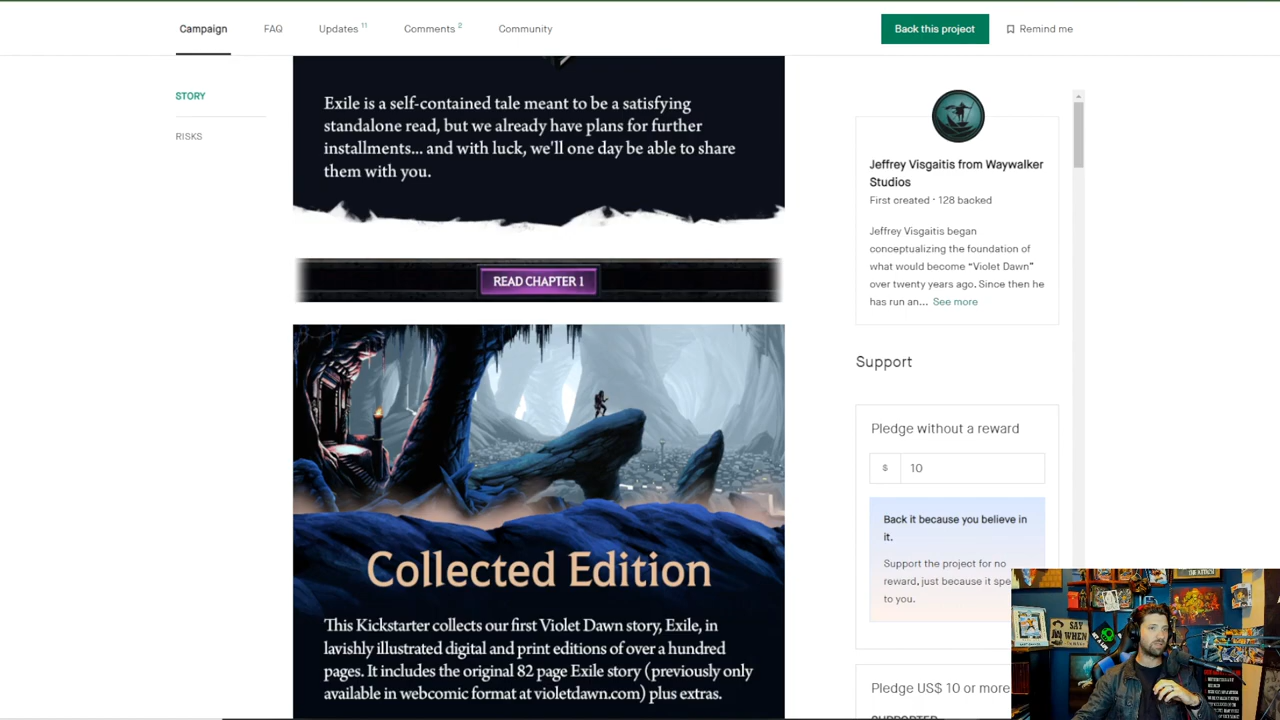 Campaign
FAQ
Updates 11
Comments 2
Community
Back this project
Remind me
STORY
RISKS
Exile is a self-contained tale meant to be a satisfying
standalone read, but we already have plans for further
installments... and with luck, we'll one day be able to share
them with you.
READ CHAPTER 1
Collected Edition
This Kickstarter collects our first Violet Dawn story, Exile, in
lavishly illustrated digital and print editions of over a hundred
pages. It includes the original 82 page Exile story (previously only
available in webcomic format at violetdawn.com) plus extras.
Jeffrey Visgaitis from Waywalker
Studios
First created · 128 backed
Jeffrey Visgaitis began
conceptualizing the foundation of
what would become “Violet Dawn”
over twenty years ago. Since then he
has run an... See more
Support
Pledge without a reward
$ 10
Back it because you believe in
it.
Support the project for no
reward, just because it spe
to you.
Pledge US$ 10 or more
SUPPORTED
SAY
WHEN